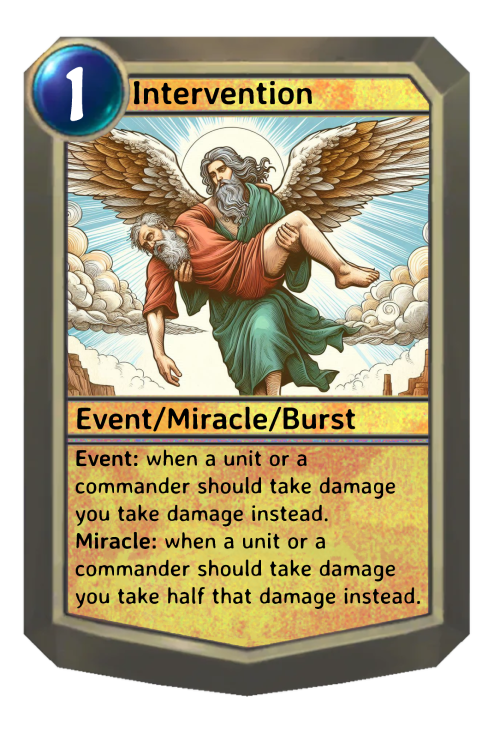 1
Intervention
Event/Miracle/Burst
Event: when a unit or a
commander should take damage
you take damage instead.
Miracle: when a unit or a
commander should take damage
you take half that damage instead.